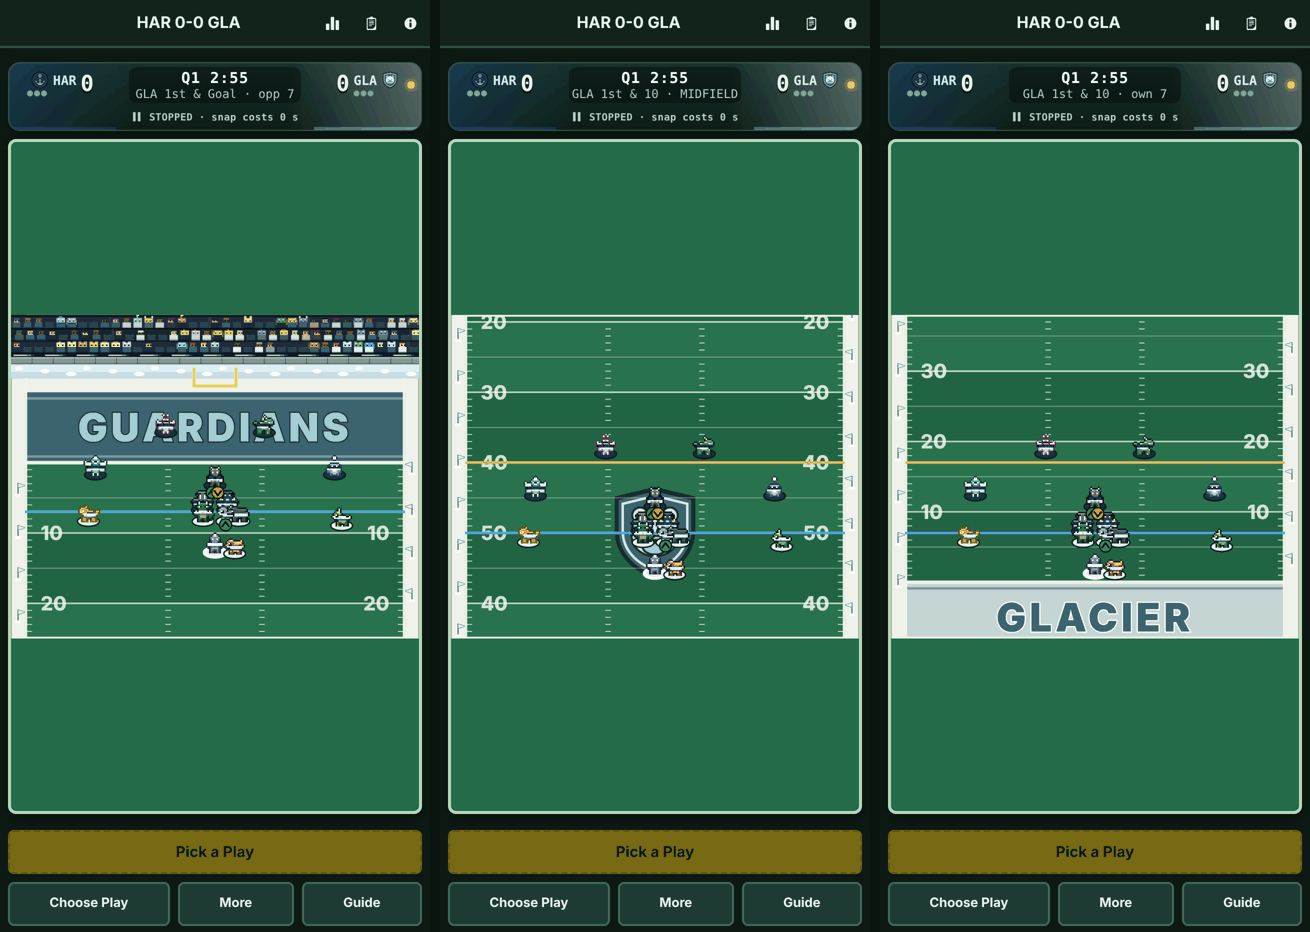 HAR 0-0 GLA
HAR 0
Q1 2:55
GLA 1st & Goal · opp 7
0 GLA
STOPPED · snap costs 0 s
GUARDIANS
10 10
20 20
Pick a Play
Choose Play
More
Guide
HAR 0-0 GLA
HAR 0
Q1 2:55
GLA 1st & 10 · MIDFIELD
0 GLA
STOPPED · snap costs 0 s
20 20
30 30
40 40
50 50
40 40
Pick a Play
Choose Play
More
Guide
HAR 0-0 GLA
HAR 0
Q1 2:55
GLA 1st & 10 · own 7
0 GLA
STOPPED · snap costs 0 s
30 30
20 20
10 10
GLACIER
Pick a Play
Choose Play
More
Guide